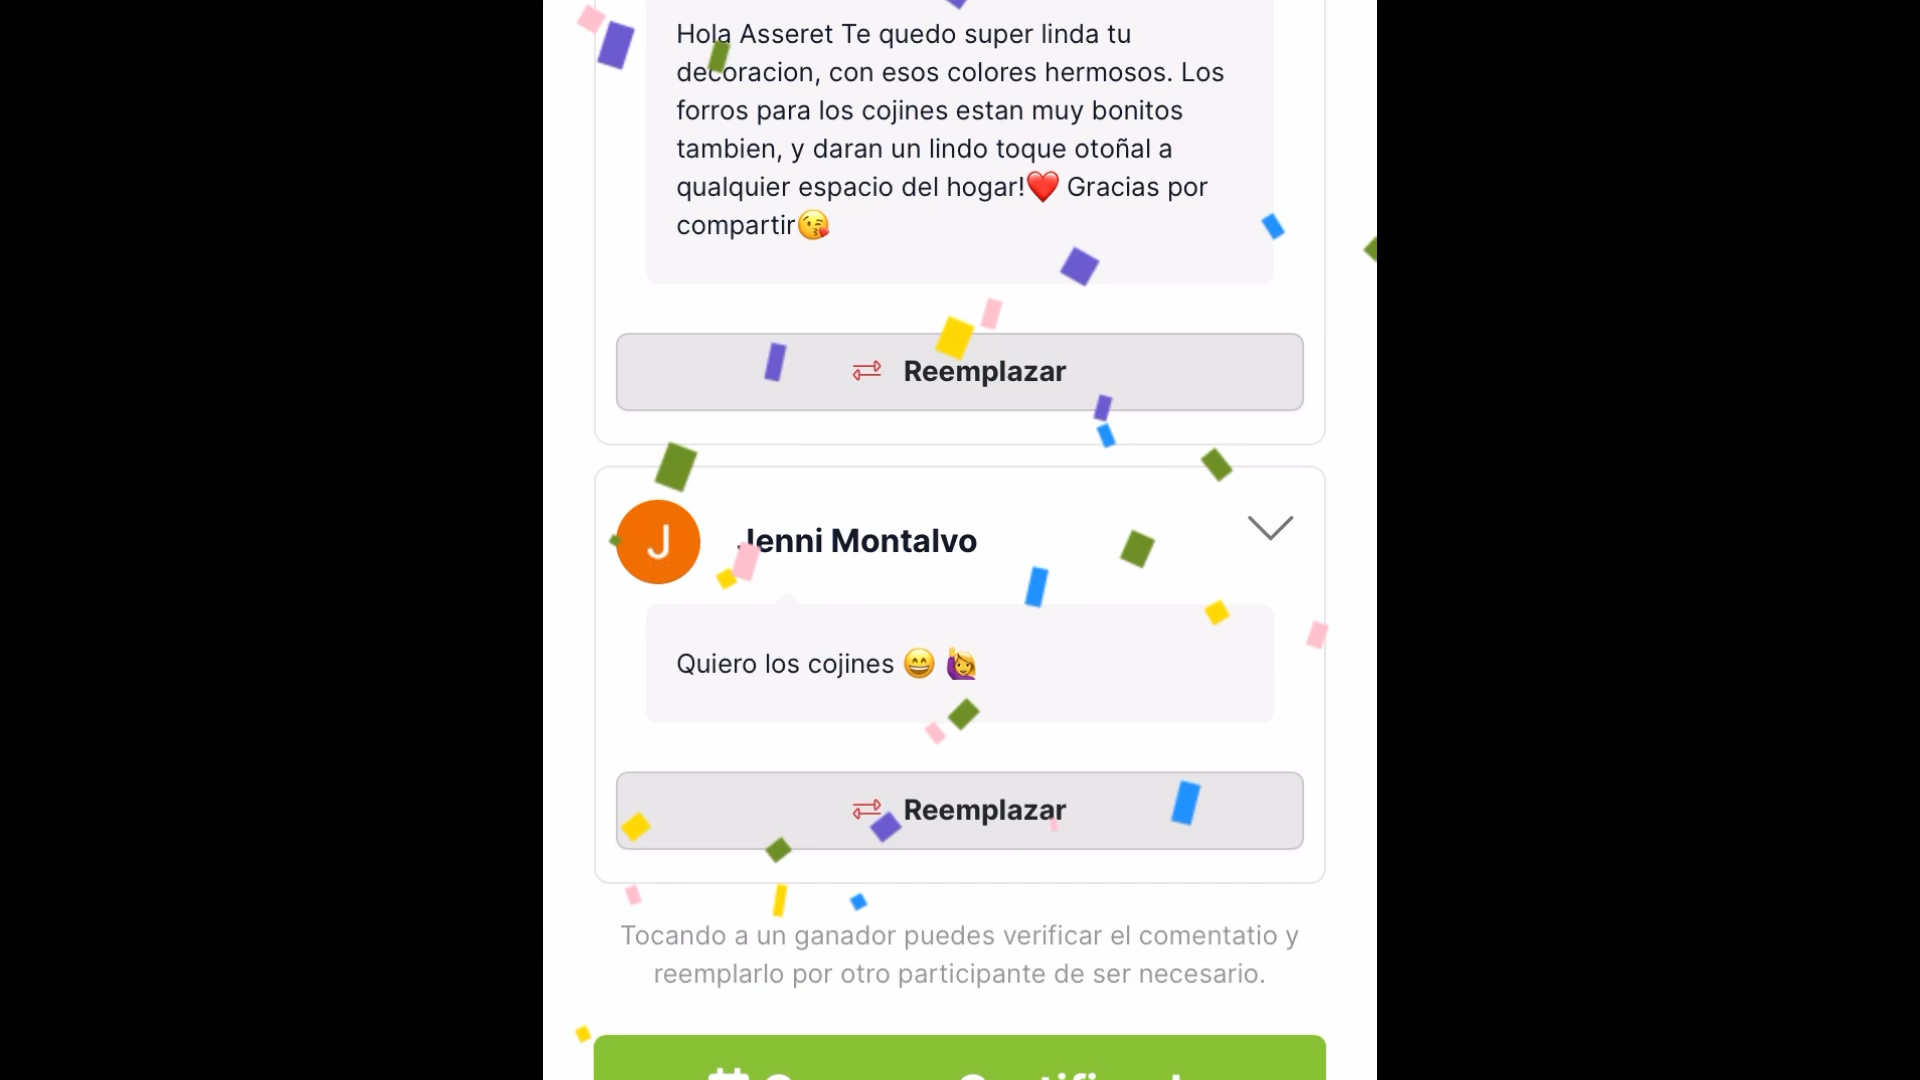 Hola Asseret Te quedo super linda tu
decoracion, con esos colores hermosos. Los
forros para los cojines estan muy bonitos
tambien, y daran un lindo toque otoñal a
qualquier espacio del hogar!❤️ Gracias por
compartir😘
Reemplazar
J
Jenni Montalvo
Quiero los cojines 😄 🙋‍♀️
Reemplazar
Tocando a un ganador puedes verificar el comentatio y
reemplarlo por otro participante de ser necesario.